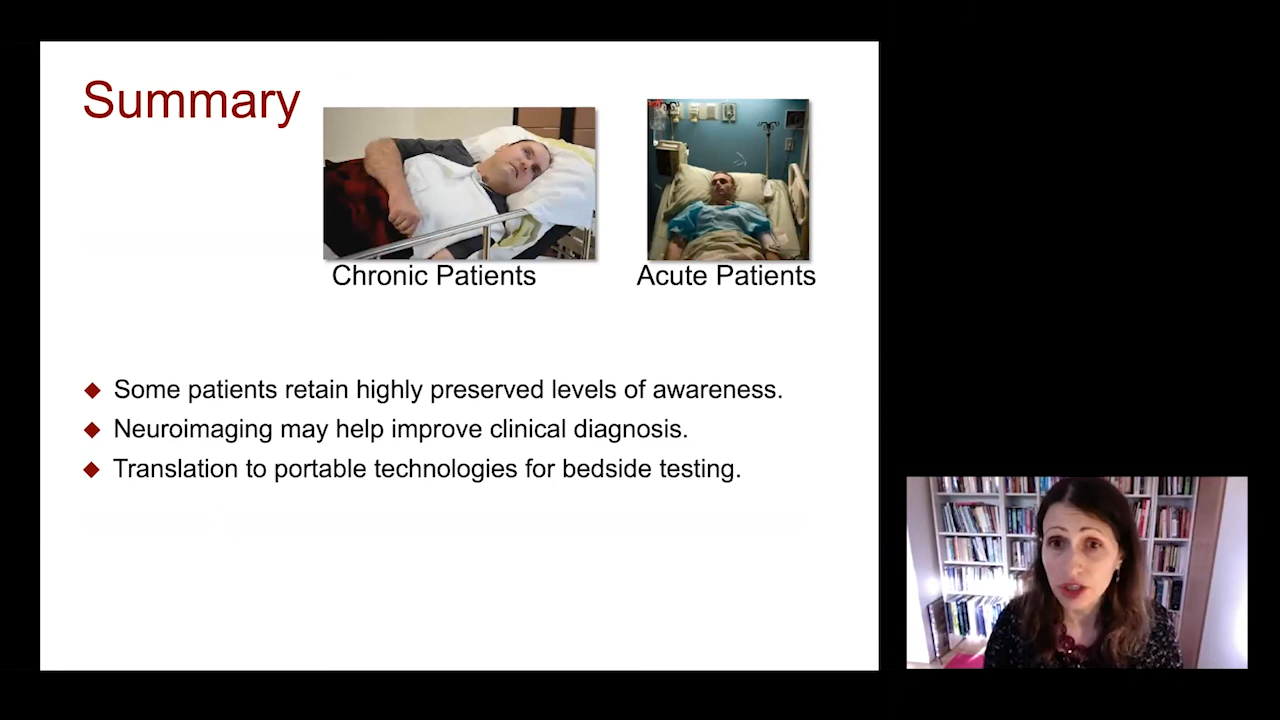 Summary
Chronic Patients
Acute Patients
Some patients retain highly preserved levels of awareness.
Neuroimaging may help improve clinical diagnosis.
Translation to portable technologies for bedside testing.